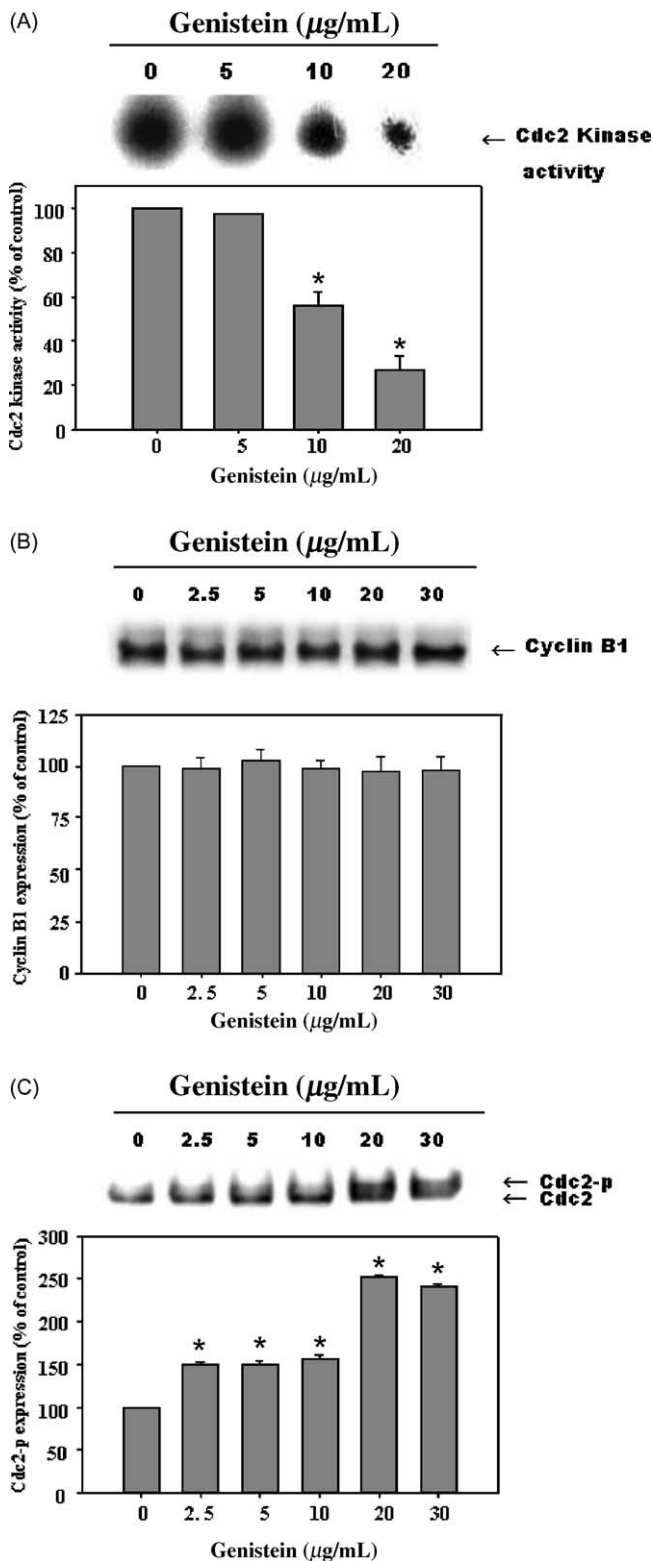 (A)
Genistein (μg/mL)
0 5 10 20
← Cdc2 Kinase
activity
Cdc2 kinase activity (% of control)
100
80
60
40
20
0
*
*
0 5 10 20
Genistein (μg/mL)
(B)
Genistein (μg/mL)
0 2.5 5 10 20 30
← Cyclin B1
Cyclin B1 expression (% of control)
125
100
75
50
25
0
0 2.5 5 10 20 30
Genistein (μg/mL)
(C)
Genistein (μg/mL)
0 2.5 5 10 20 30
← Cdc2-p
← Cdc2
Cdc2-p expression (% of control)
300
250
200
150
100
50
0
* * * * *
0 2.5 5 10 20 30
Genistein (μg/mL)